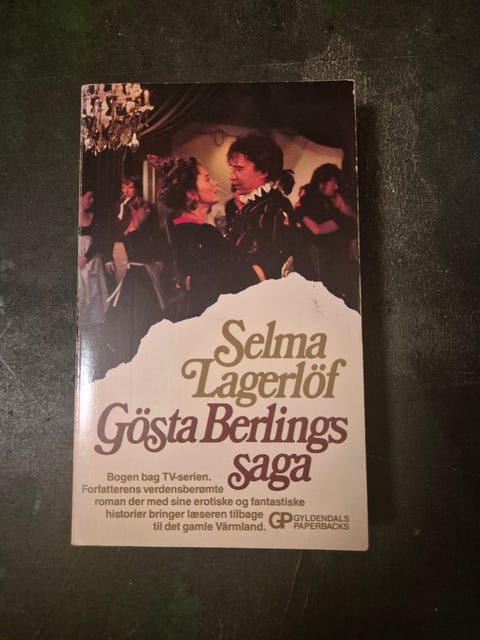 Selma
Lagerlöf
Gösta Berlings
saga
Bogen bag TV-serien.
Forfatterens verdensberømte
roman der med sine erotiske og fantastiske
historier bringer læseren tilbage
til det gamle Värmland.
GP GYLDENDALS
PAPERBACKS